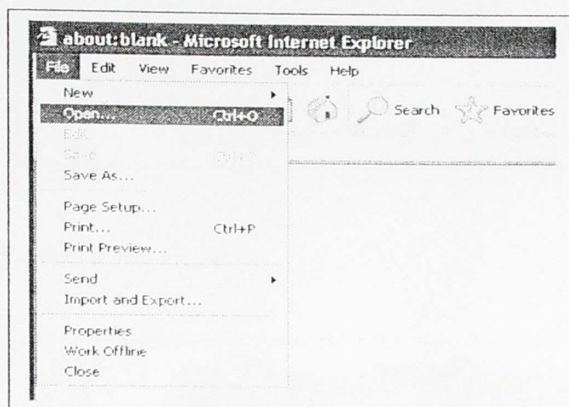 about:blank - Microsoft Internet Explorer
File Edit View Favorites Tools Help
New
Open... Ctrl+O
Search Favorites
Edit
Save
Save As...
Page Setup...
Print... Ctrl+P
Print Preview...
Send
Import and Export...
Properties
Work Offline
Close